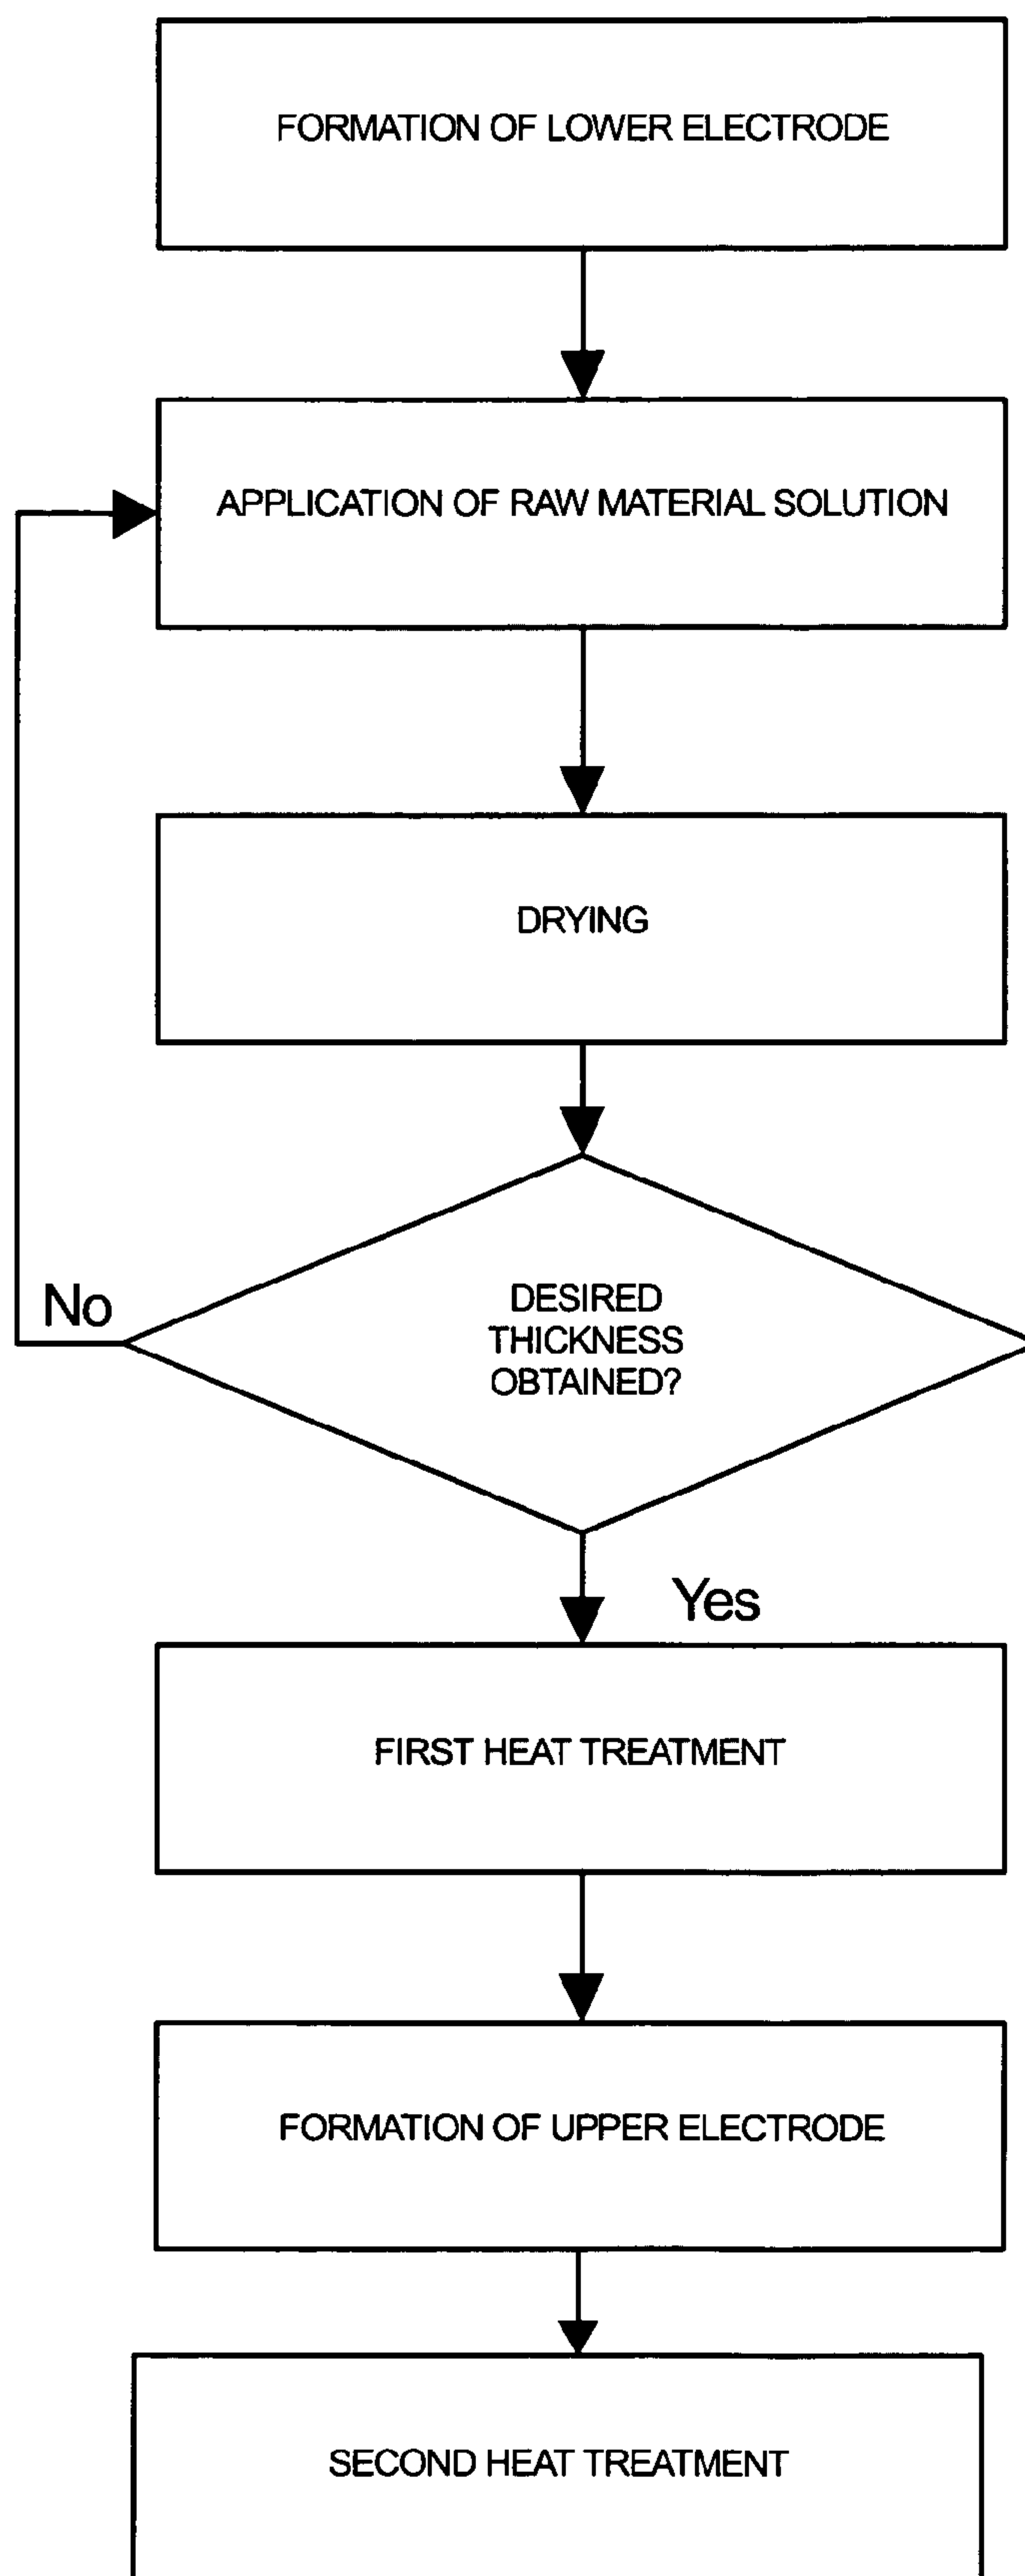 FORMATION OF LOWER ELECTRODE
APPLICATION OF RAW MATERIAL SOLUTION
DRYING
DESIRED
THICKNESS
OBTAINED?
No
Yes
FIRST HEAT TREATMENT
FORMATION OF UPPER ELECTRODE
SECOND HEAT TREATMENT